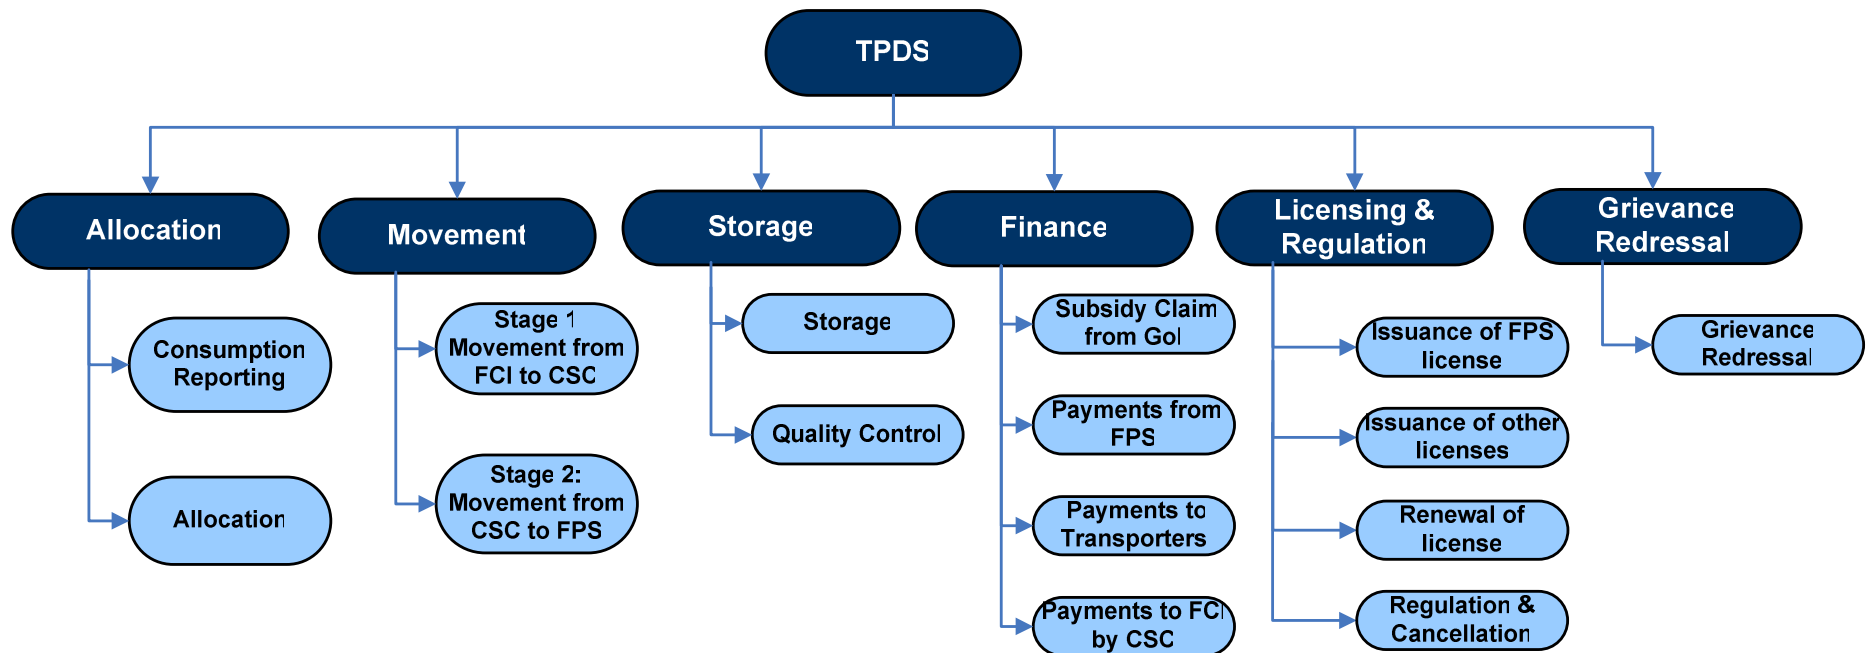 TPDS
Allocation
Movement
Storage
Finance
Licensing &
Regulation
Grievance
Redressal
Consumption
Reporting
Allocation
Stage 1
Movement from
FCI to CSC
Stage 2:
Movement from
CSC to FPS
Storage
Quality Control
Subsidy Claim
from GoI
Payments from
FPS
Payments to
Transporters
Payments to FCI
by CSC
Issuance of FPS
license
Issuance of other
licenses
Renewal of
license
Regulation &
Cancellation
Grievance
Redressal